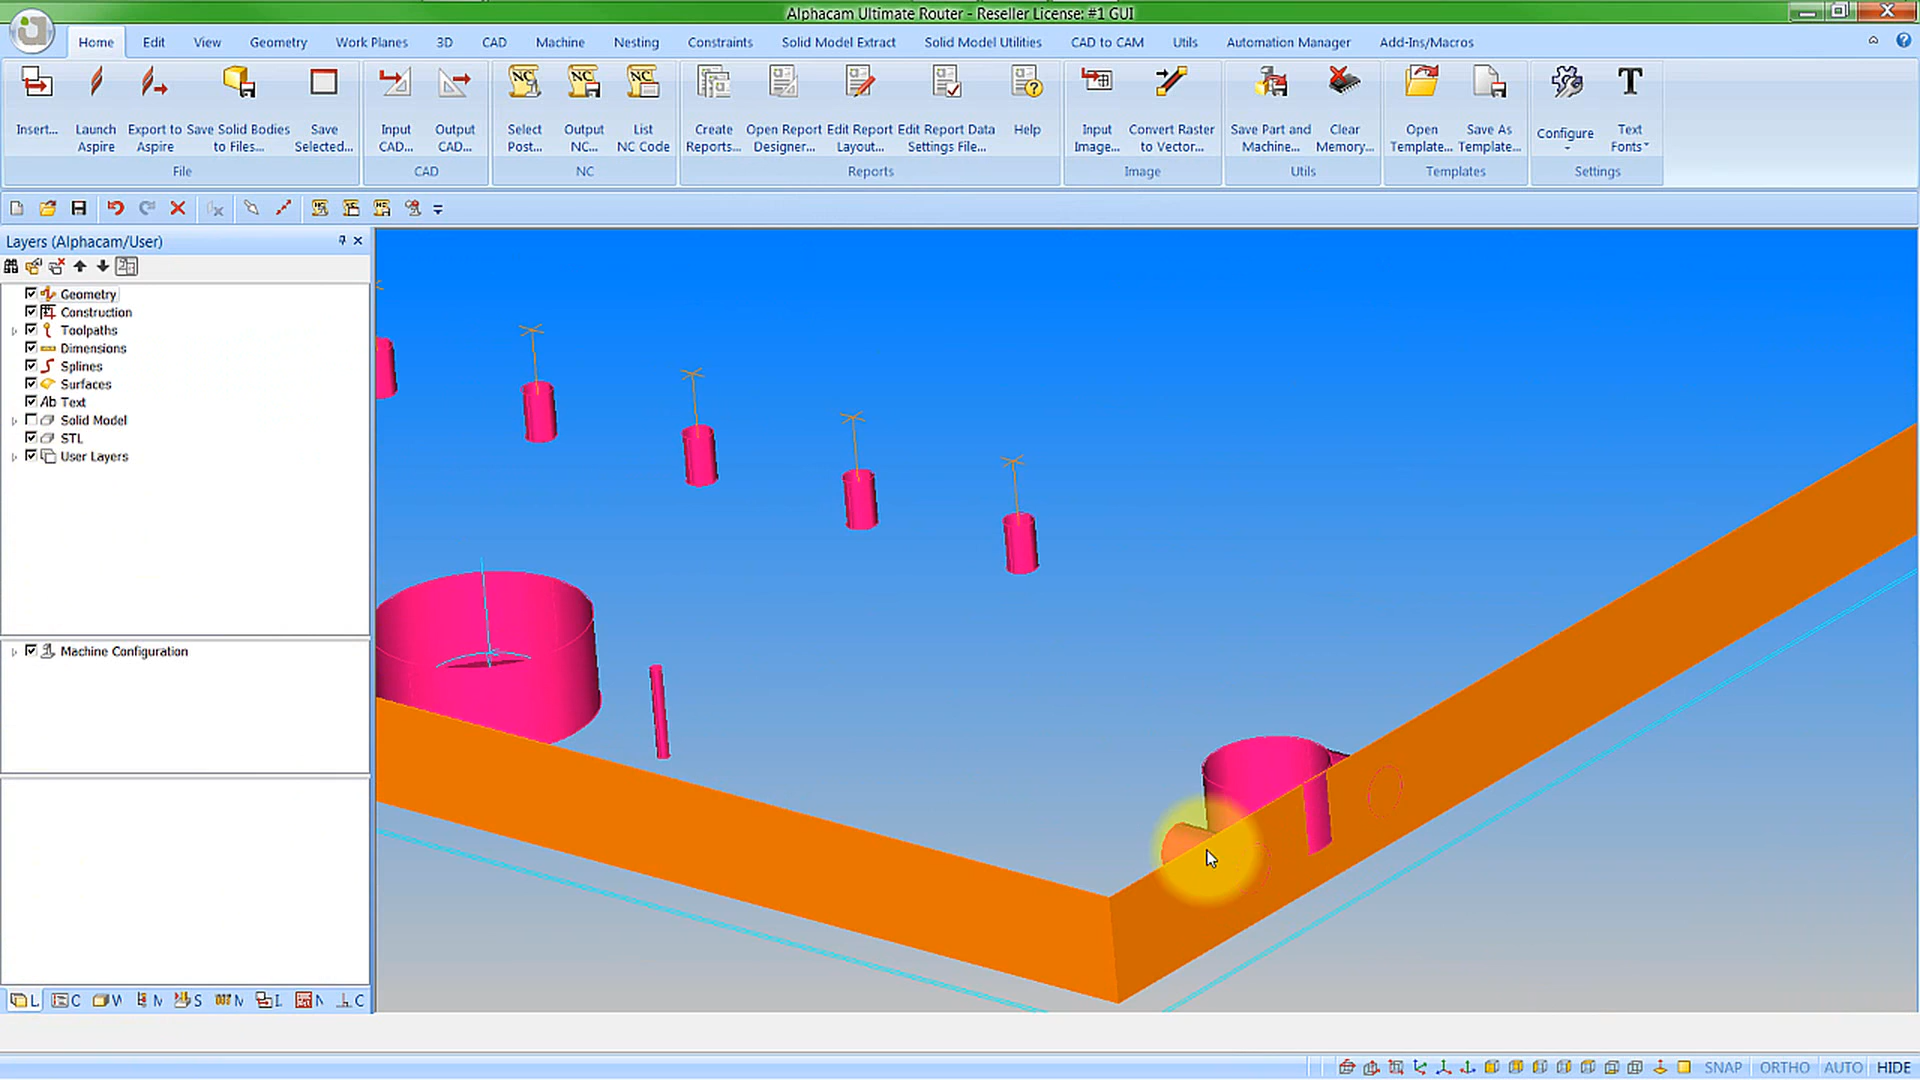 Alphacam Ultimate Router - Reseller License: #1 GUI
Home Edit View Geometry Work Planes 3D CAD Machine Nesting Constraints Solid Model Extract Solid Model Utilities CAD to CAM Utils Automation Manager Add-Ins/Macros
Insert... Launch Export to Save Solid Bodies Save Input Output Select Output List Create Open Report Edit Report Edit Report Data Help Input Convert Raster Save Part and Clear Open Save As Configure Text
Aspire Aspire to Files... Selected... CAD... CAD... Post... NC... NC Code Reports... Designer... Layout... Settings File... Image... to Vector... Machine... Memory... Template... Template... Fonts
File CAD NC Reports Image Utils Templates Settings
Layers (Alphacam/User)
Geometry
Construction
Toolpaths
Dimensions
Splines
Surfaces
Ab Text
Solid Model
STL
User Layers
Machine Configuration
L C V M S M I N C
SNAP ORTHO AUTO HIDE